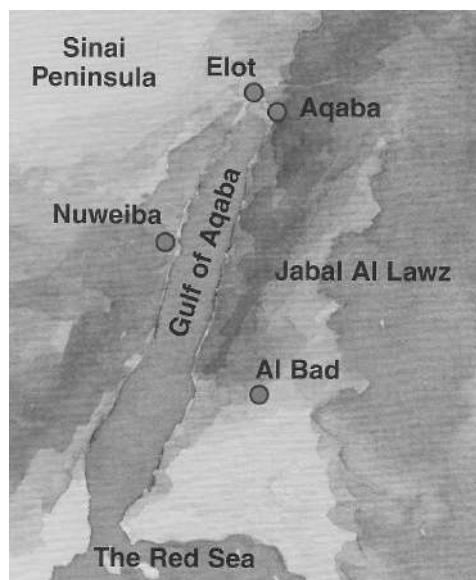 Sinai
Peninsula
Elot
Aqaba
Nuweiba
Gulf of Aqaba
Jabal Al Lawz
Al Bad
The Red Sea